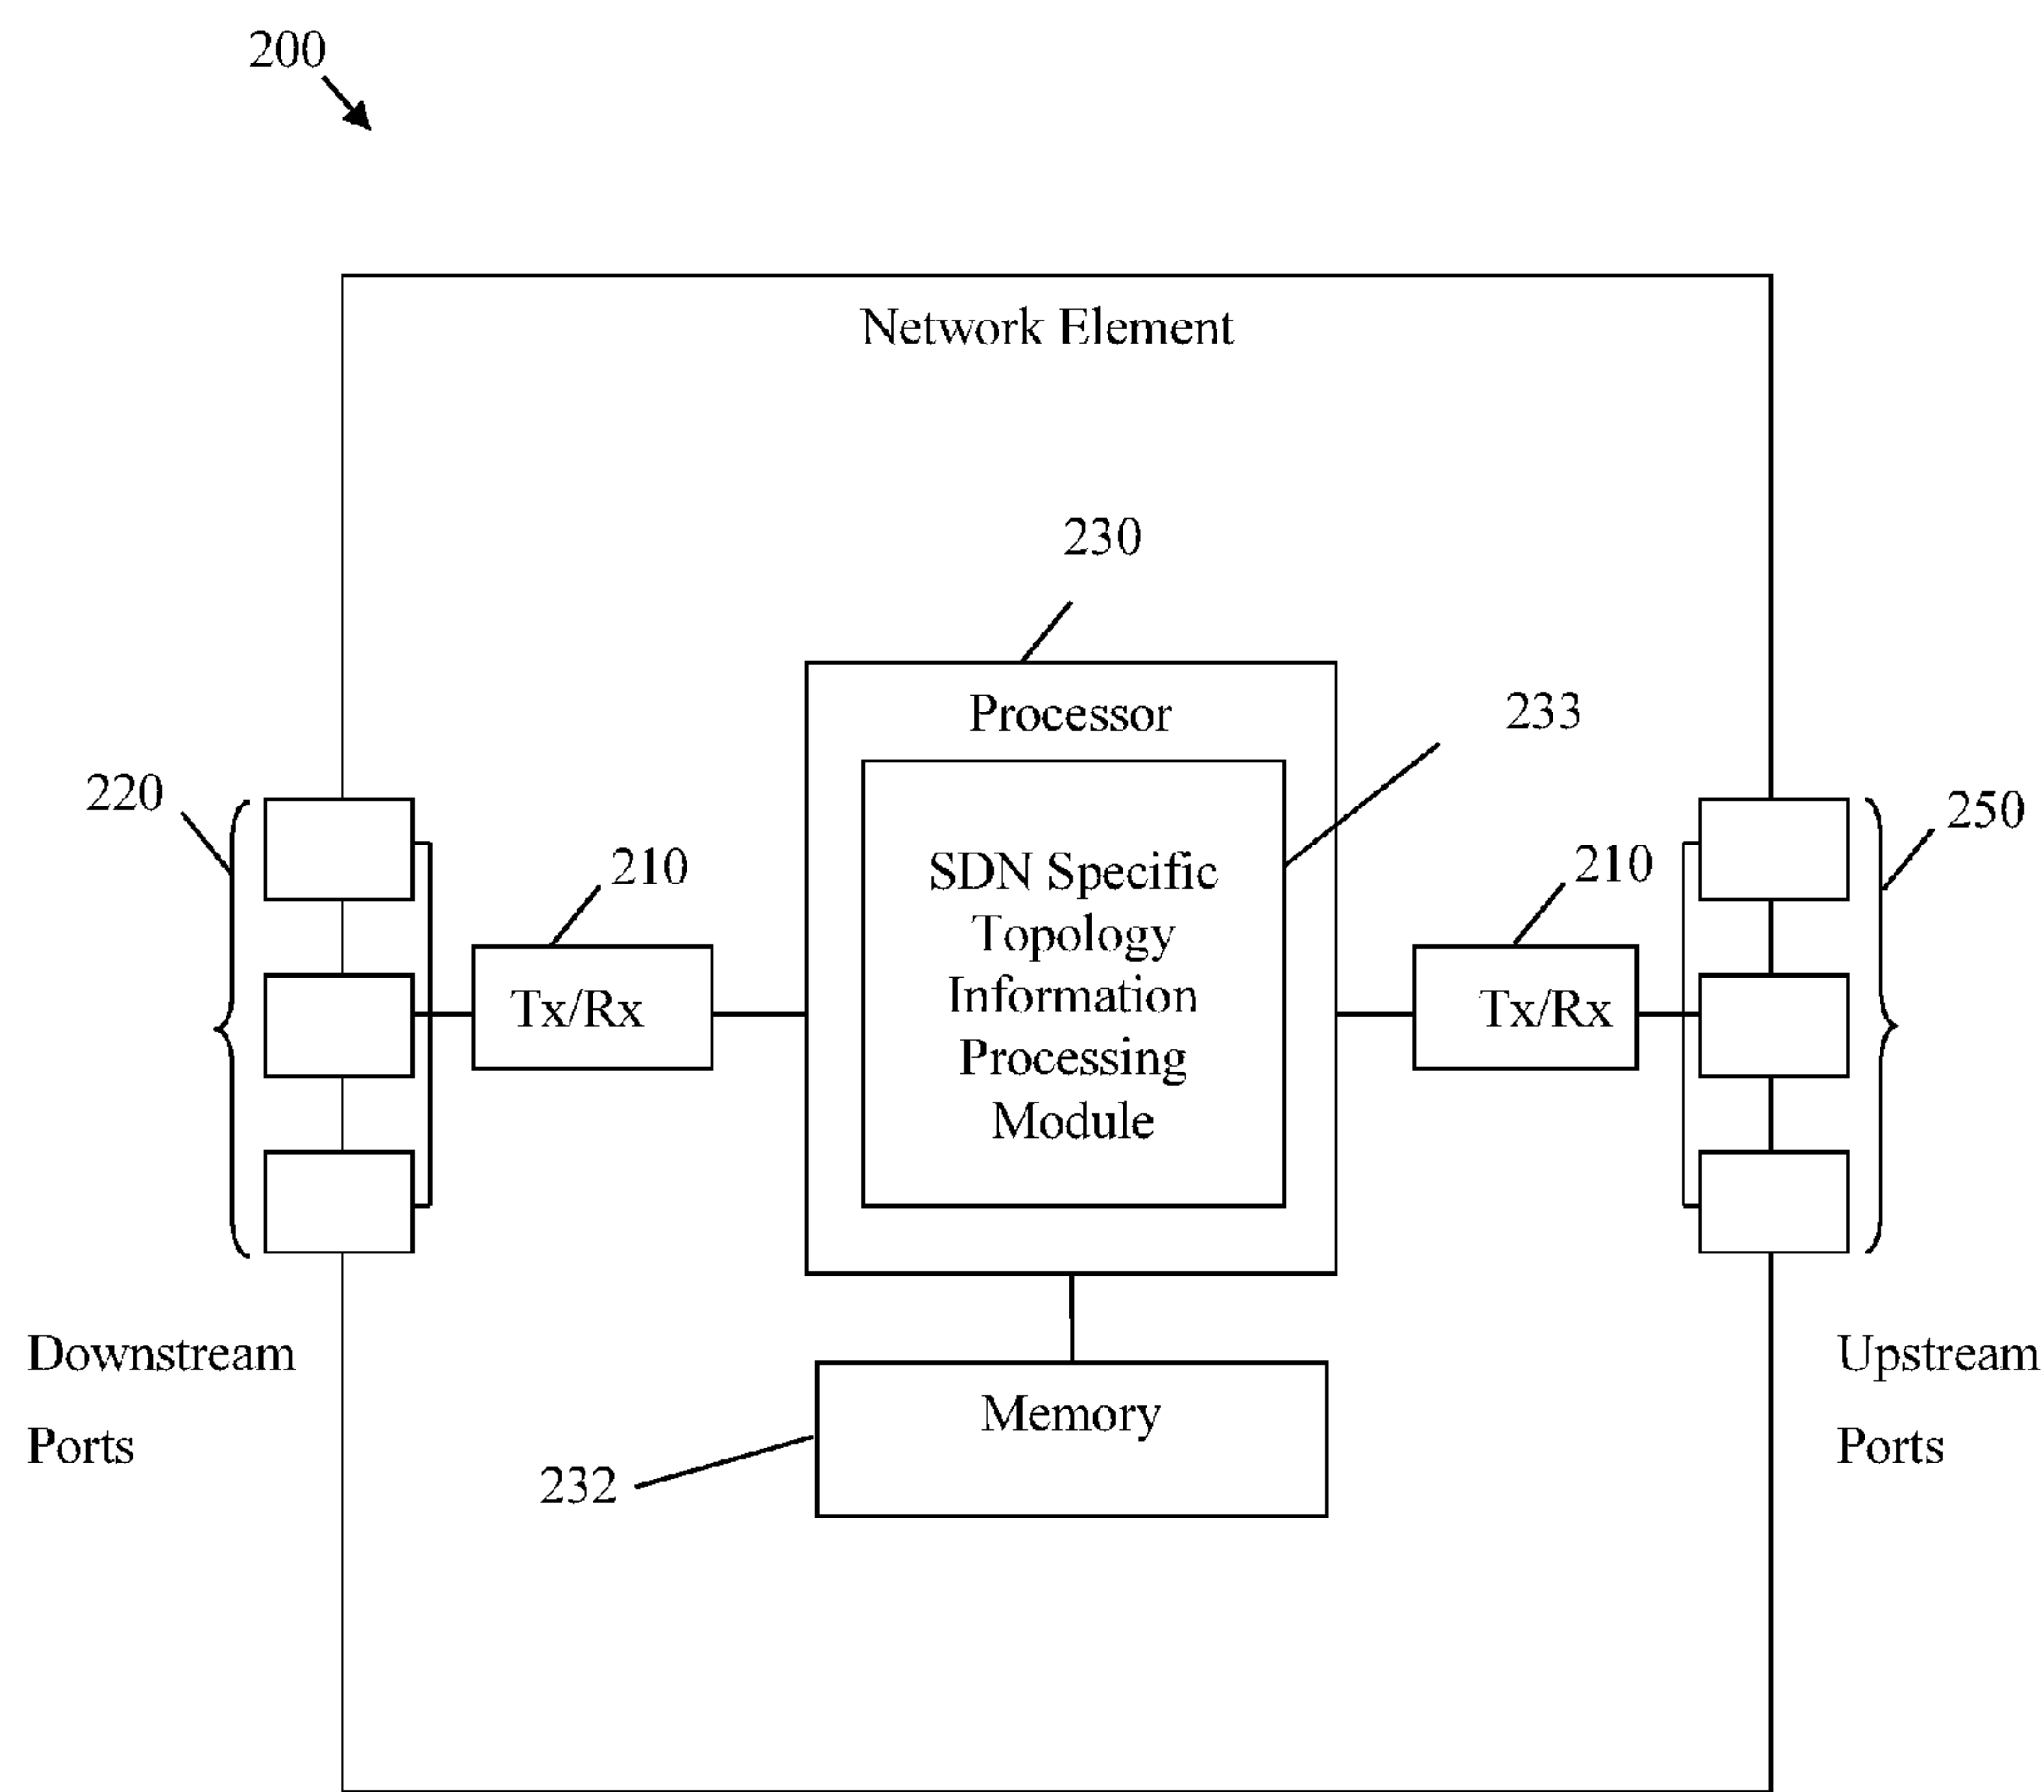 200
Network Element
230
Processor
233
220
250
210
210
SDN Specific
Topology
Information
Processing
Module
Tx/Rx
Tx/Rx
Downstream
Ports
Upstream
Ports
Memory
232